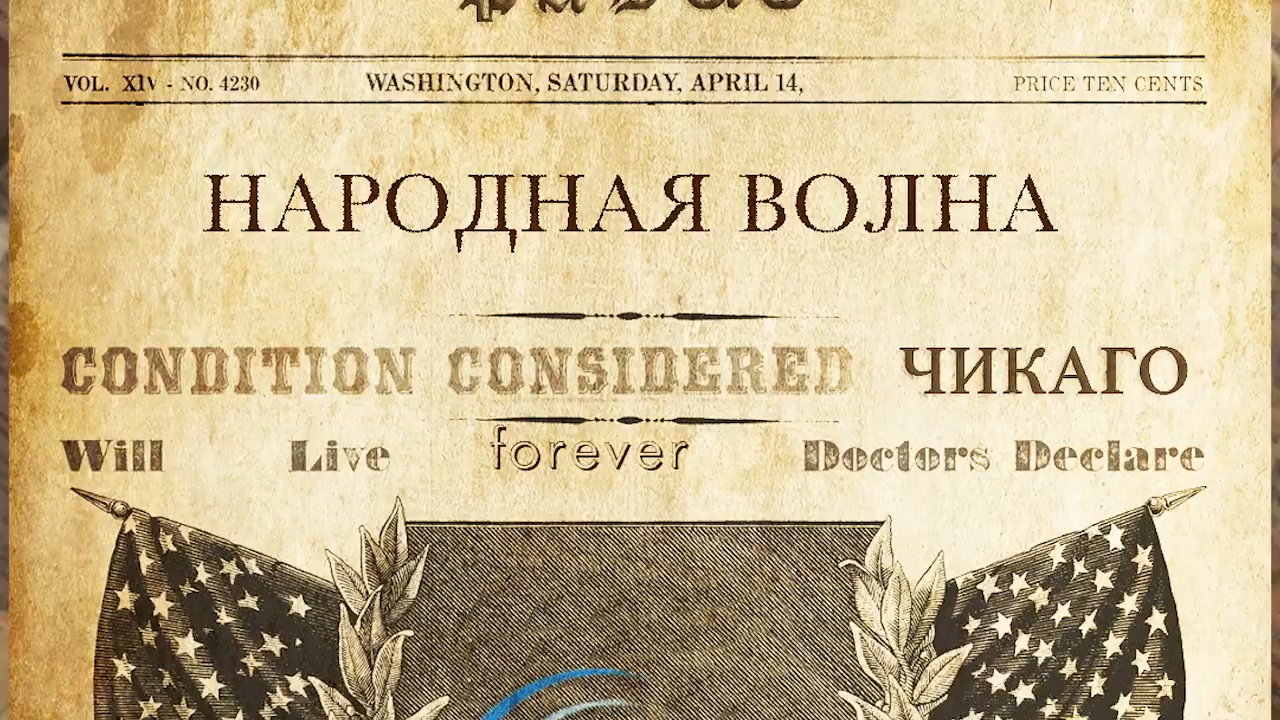 VOL. XIV - NO. 4230 WASHINGTON, SATURDAY, APRIL 14, PRICE TEN CENTS
НАРОДНАЯ ВОЛНА
CONDITION CONSIDERED ЧИКАГО
Will Live forever Doctors Declare